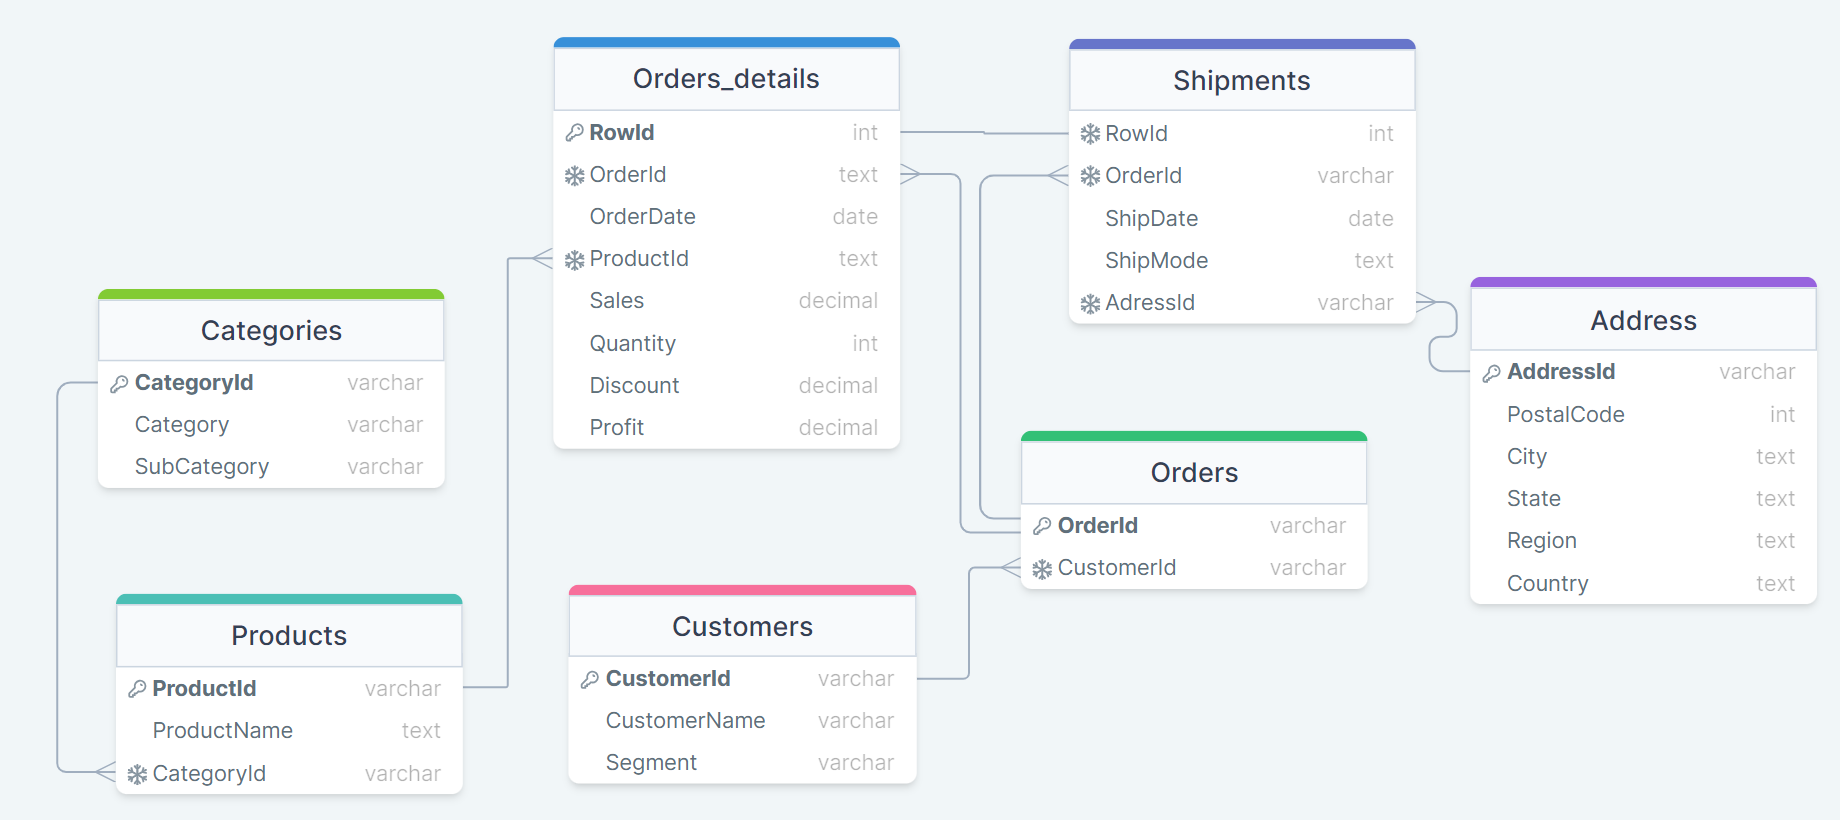 Orders_details
RowId int
OrderId text
OrderDate date
ProductId text
Sales decimal
Quantity int
Discount decimal
Profit decimal
Shipments
RowId int
OrderId varchar
ShipDate date
ShipMode text
AdressId varchar
Categories
CategoryId varchar
Category varchar
SubCategory varchar
Address
AddressId varchar
PostalCode int
City text
State text
Region text
Country text
Orders
OrderId varchar
CustomerId varchar
Products
ProductId varchar
ProductName text
CategoryId varchar
Customers
CustomerId varchar
CustomerName varchar
Segment varchar